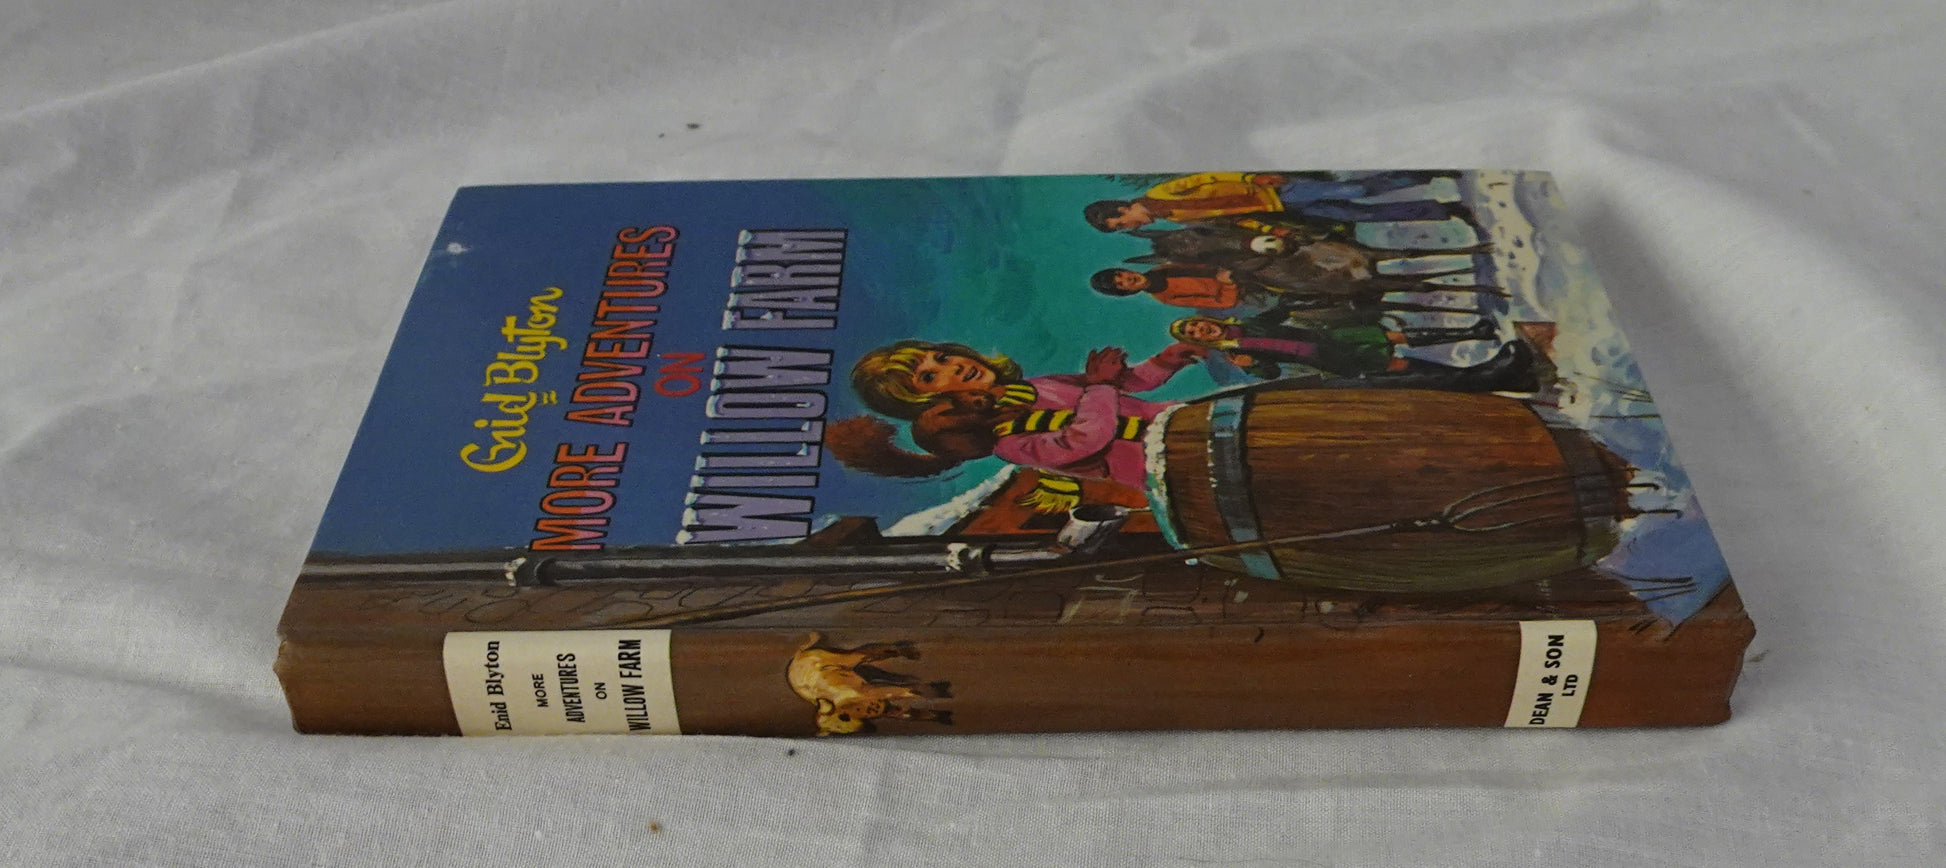 Enid Blyton
MORE ADVENTURES
ON
WILLOW FARM
Enid Blyton
MORE
ADVENTURES
ON
WILLOW FARM
DEAN & SON
LTD